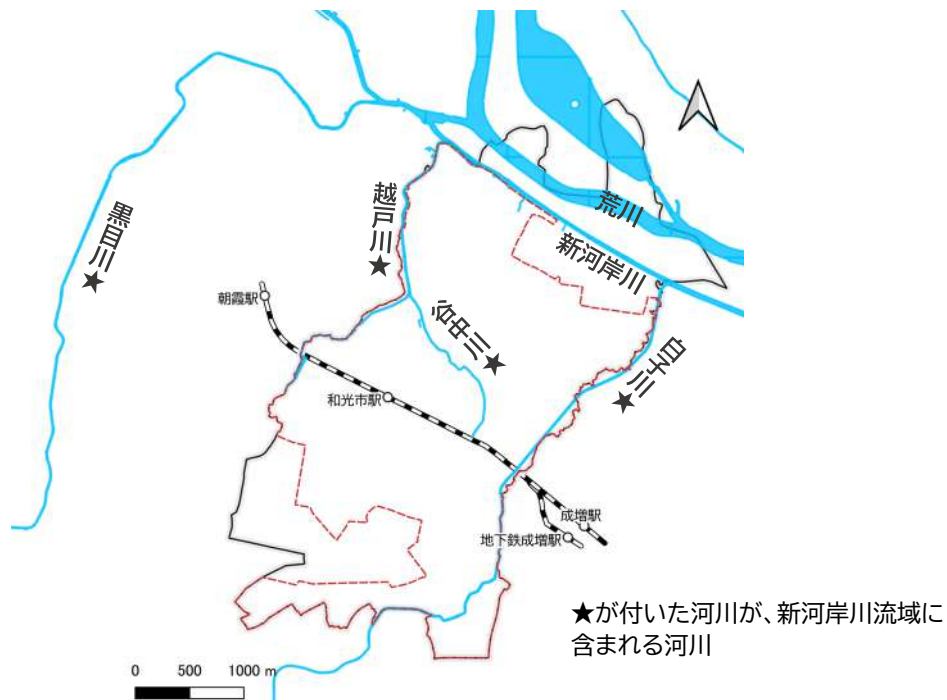 荒川
新河岸川
越戸川★
黒目川★
朝霞駅
谷中川★
白子川★
和光市駅
成増駅
地下鉄成増駅
★が付いた河川が、新河岸川流域に
含まれる河川
0 500 1000 m